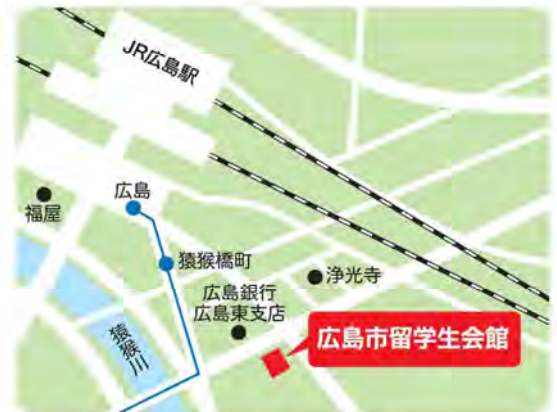 JR広島駅
広島
福屋
猿猴橋町
浄光寺
広島銀行
広島東支店
猿猴川
広島市留学生会館